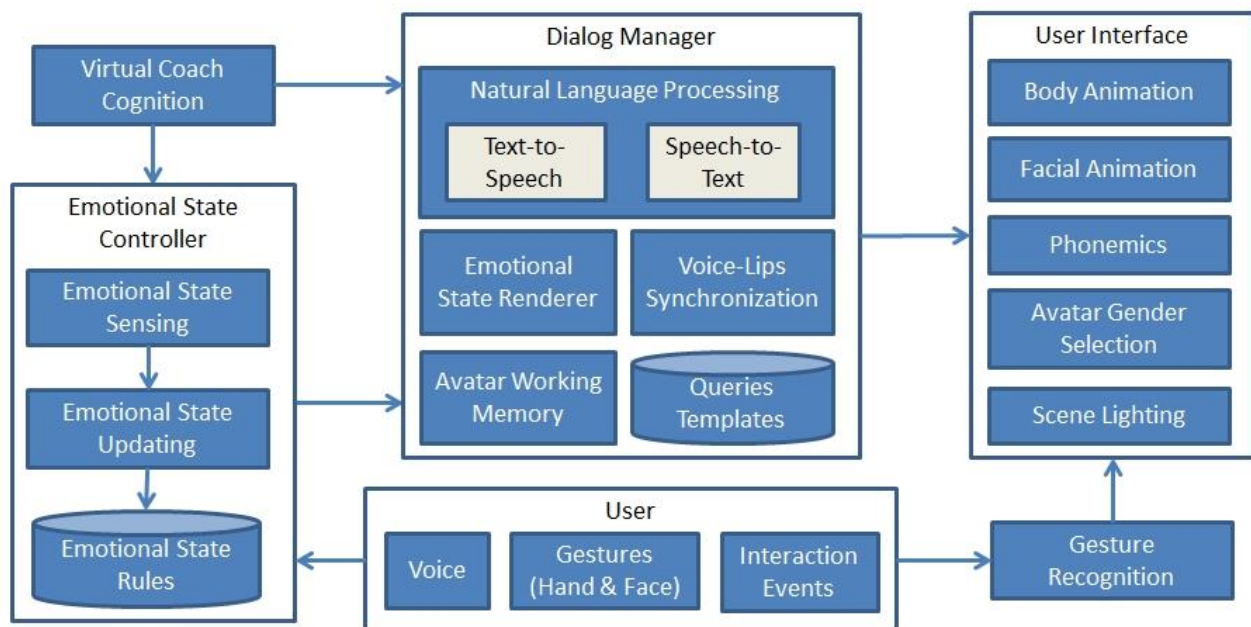 Virtual Coach
Cognition
Emotional State
Controller
Emotional State
Sensing
Emotional State
Updating
Emotional State
Rules
Dialog Manager
Natural Language Processing
Text-to-
Speech
Speech-to-
Text
Emotional
State Renderer
Voice-Lips
Synchronization
Avatar Working
Memory
Queries
Templates
User
Voice
Gestures
(Hand & Face)
Interaction
Events
User Interface
Body Animation
Facial Animation
Phonemics
Avatar Gender
Selection
Scene Lighting
Gesture
Recognition